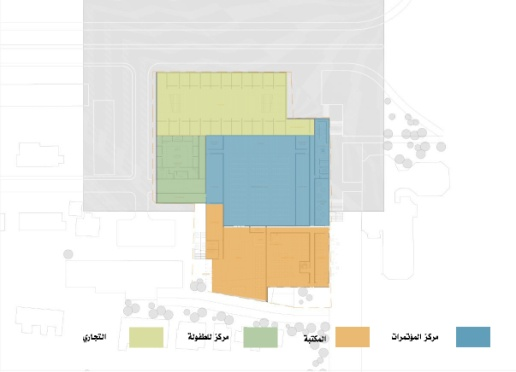 مركز المؤتمرات
المكتبة
مركز للطفولة
التجاري